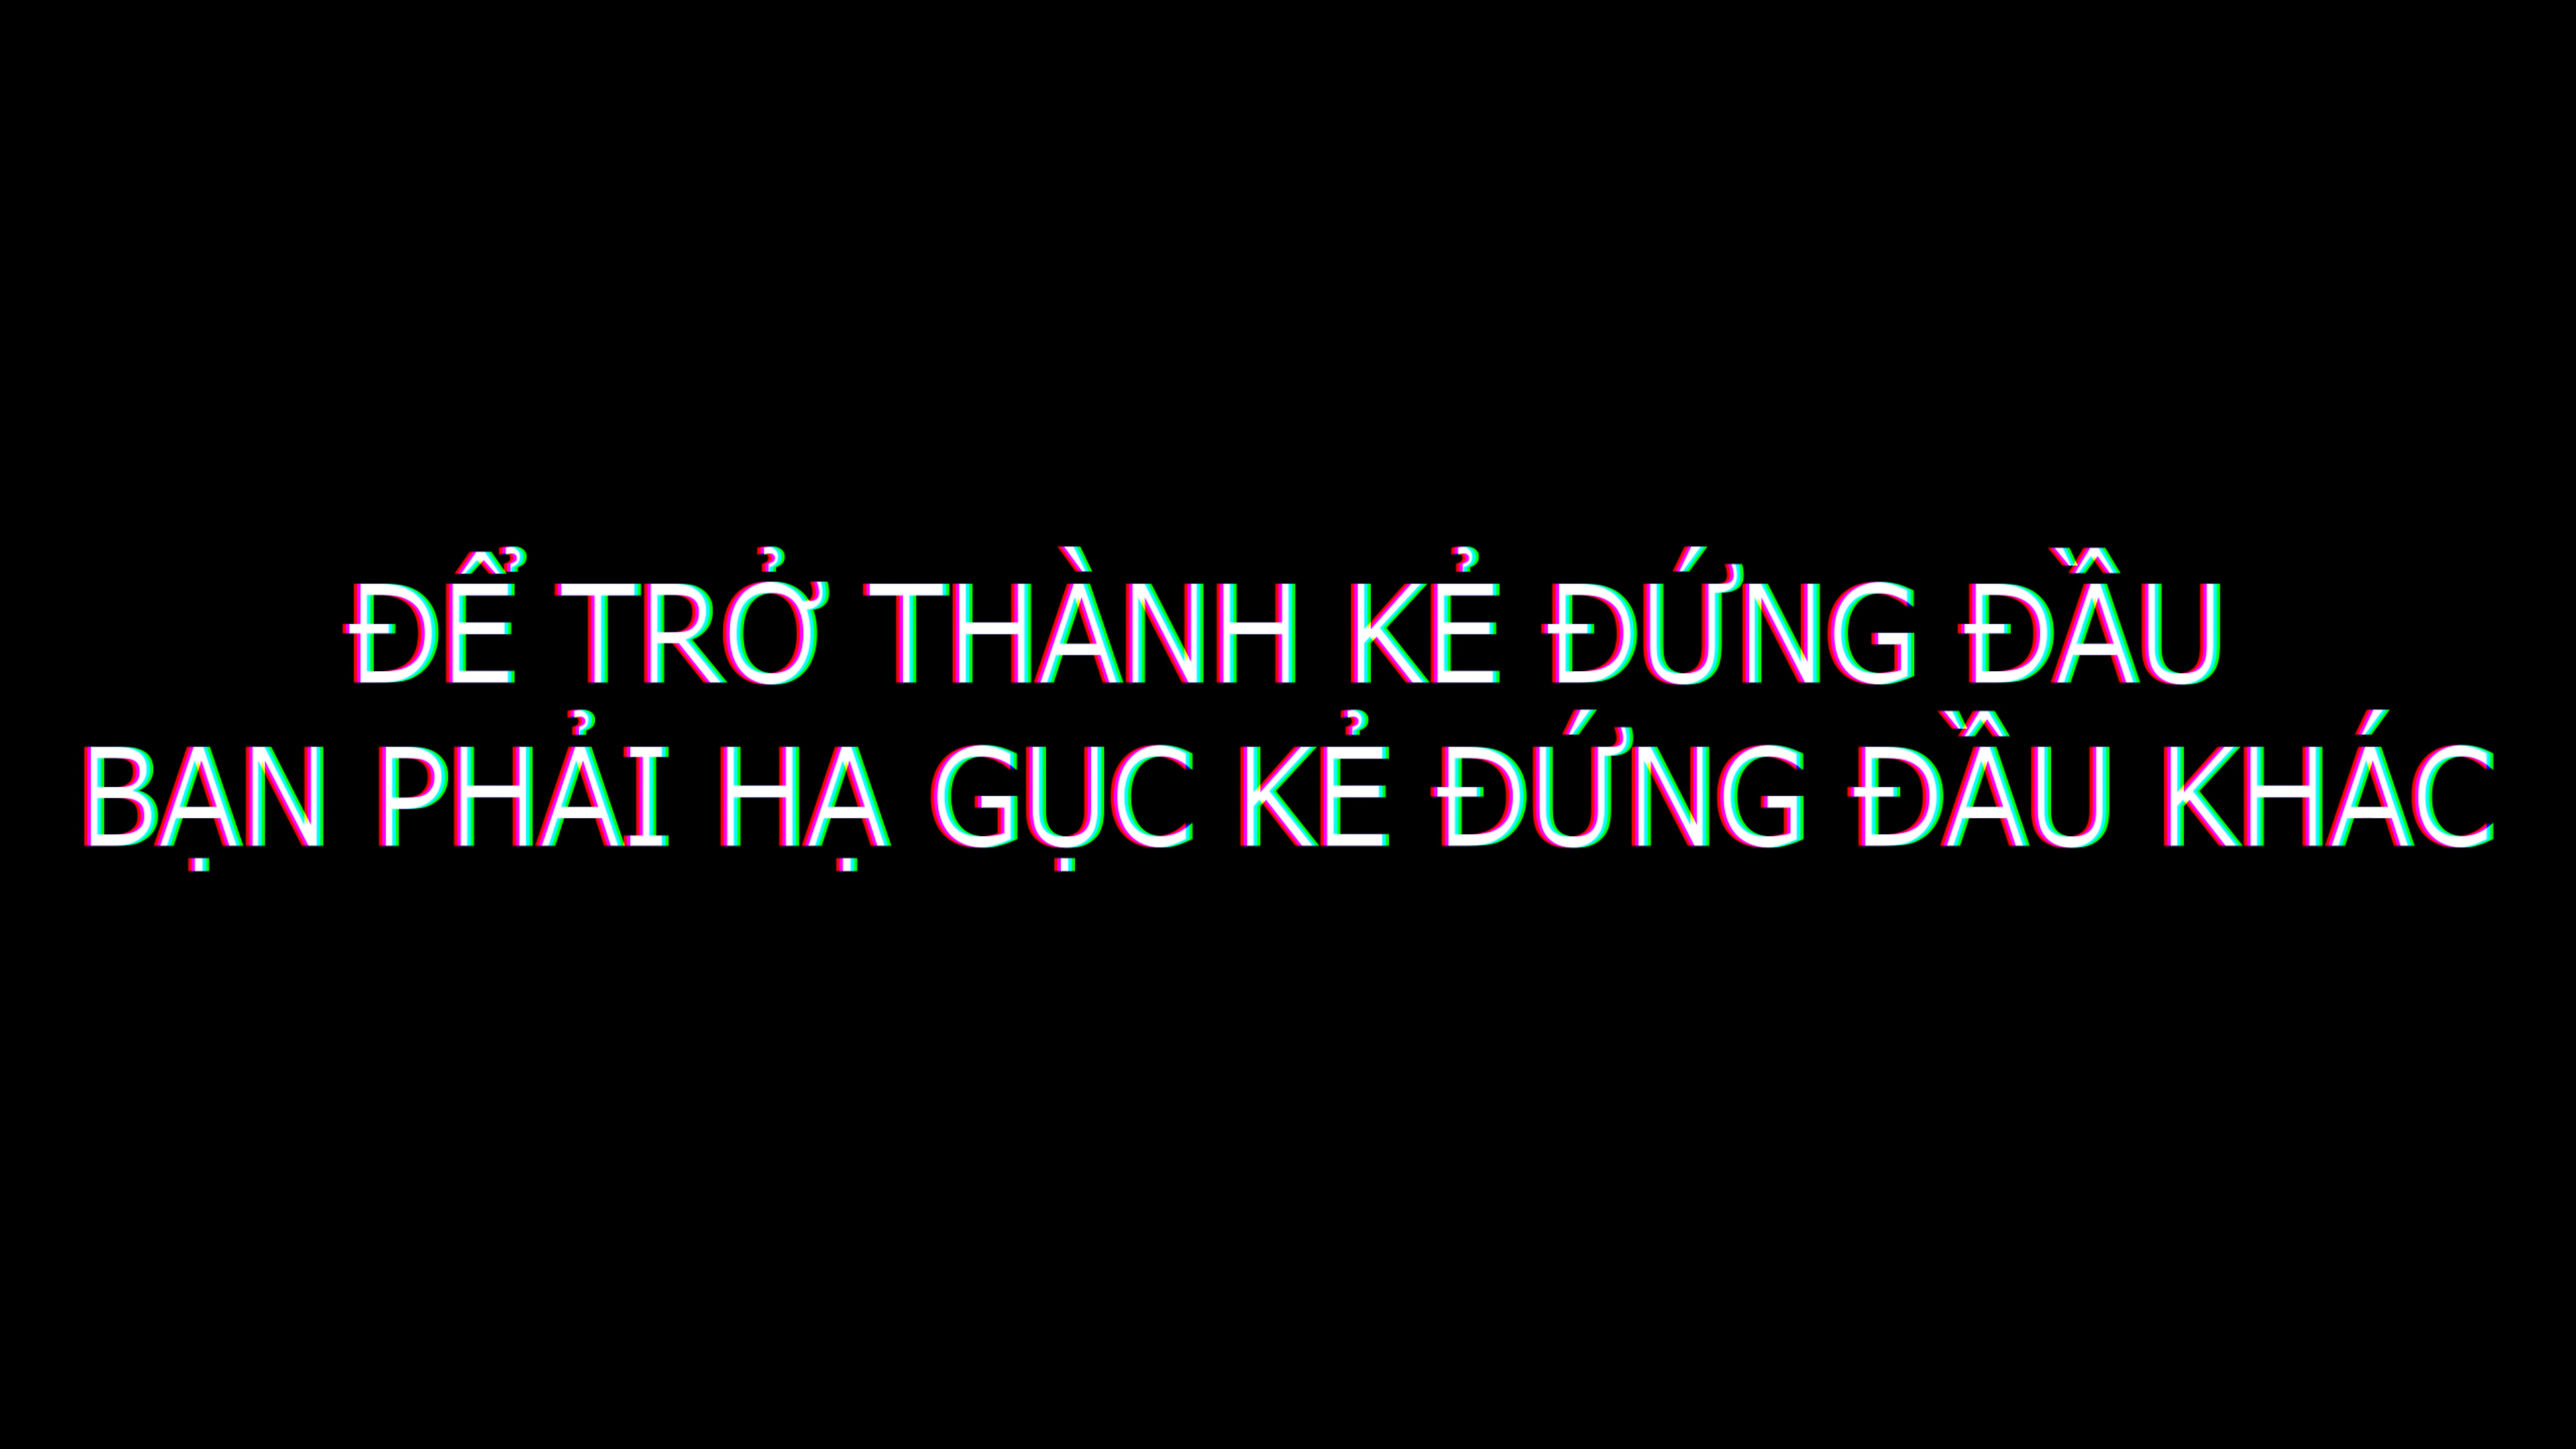 ĐỂ TRỞ THÀNH KẺ ĐỨNG ĐẦU
BẠN PHẢI HẠ GỤC KẺ ĐỨNG ĐẦU KHÁC